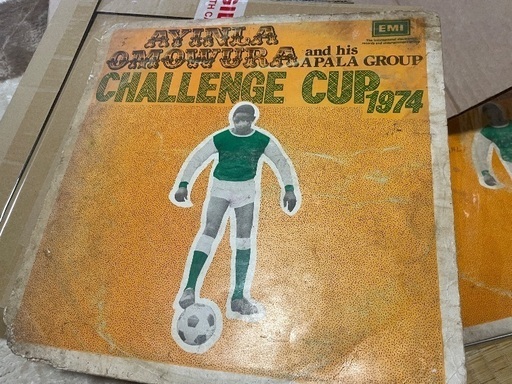 EMI
AYINLA
OMOWURA and his
APALA GROUP
CHALLENGE CUP 1974